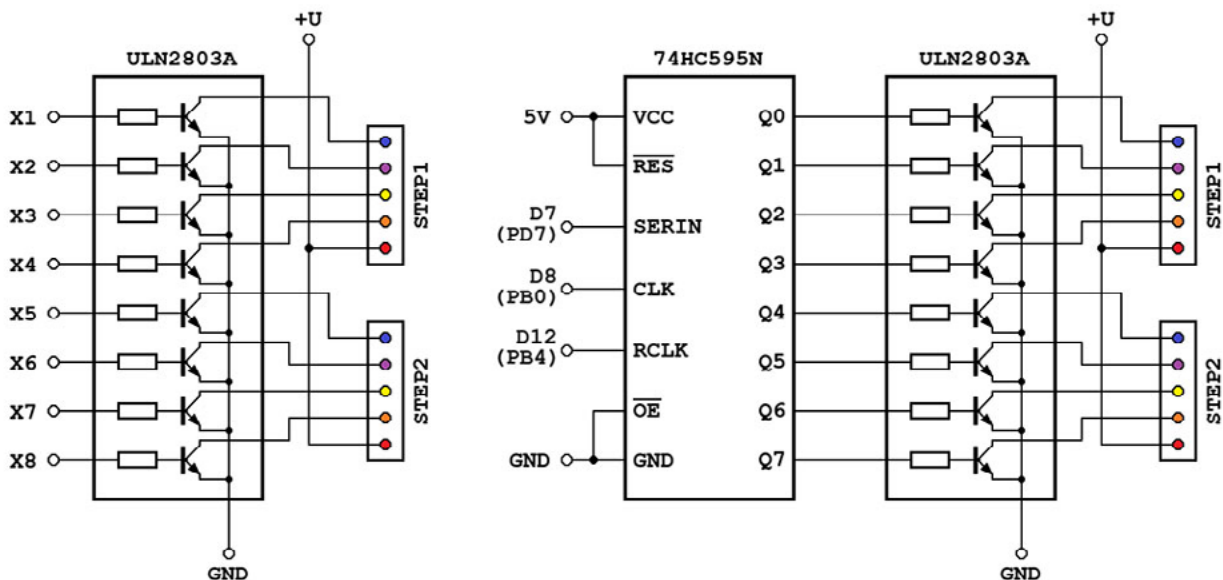 +U
ULN2803A
X1
X2
X3
X4
X5
X6
X7
X8
STEP1
STEP2
GND
+U
74HC595N
ULN2803A
5V
VCC
RES
D7
(PD7)
SERIN
D8
(PB0)
CLK
D12
(PB4)
RCLK
OE
GND
GND
Q0
Q1
Q2
Q3
Q4
Q5
Q6
Q7
STEP1
STEP2
GND